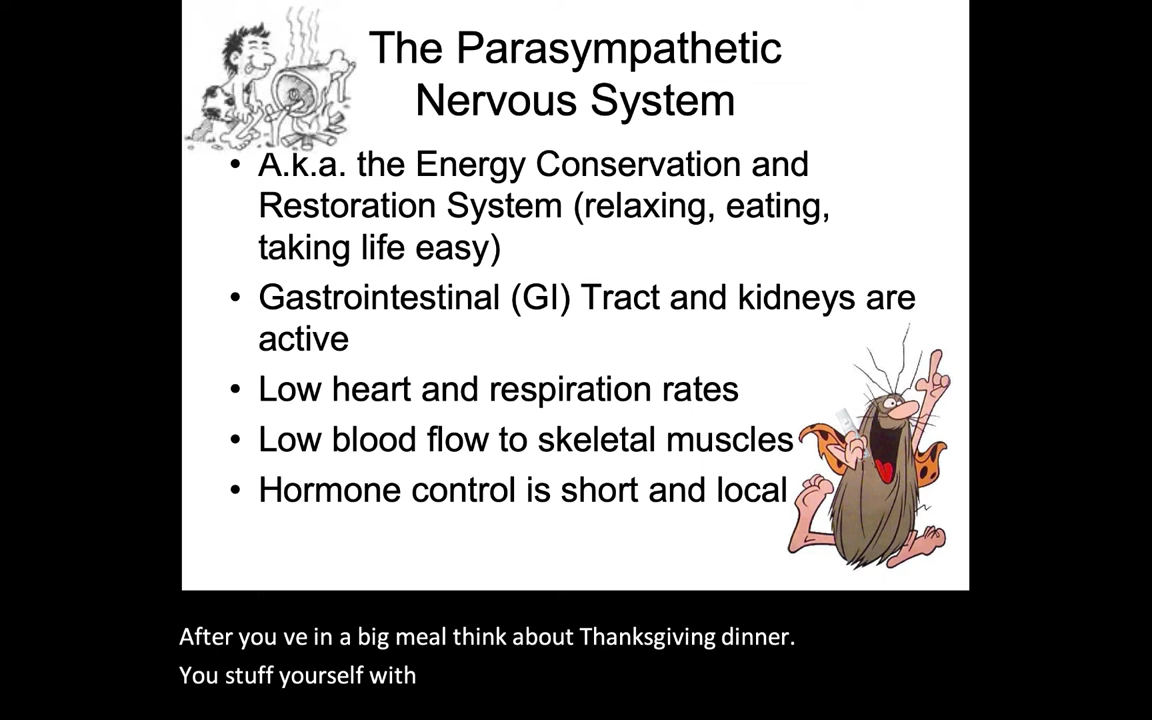 The Parasympathetic
Nervous System
• A.k.a. the Energy Conservation and
Restoration System (relaxing, eating,
taking life easy)
• Gastrointestinal (GI) Tract and kidneys are
active
• Low heart and respiration rates
• Low blood flow to skeletal muscles
• Hormone control is short and local
After you ve in a big meal think about Thanksgiving dinner.
You stuff yourself with